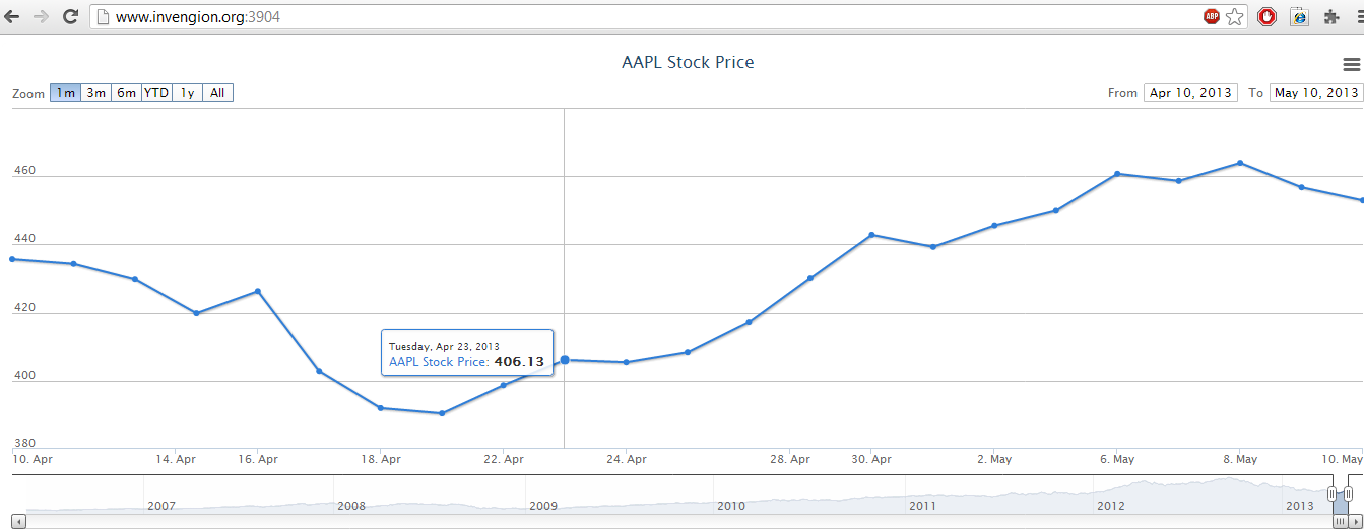 www.invengion.org:3904
ABP
AAPL Stock Price
Zoom 1m 3m 6m YTD 1y All
From Apr 10, 2013 To May 10, 2013
460
440
420
Tuesday, Apr 23, 2013
AAPL Stock Price: 406.13
400
380
10. Apr 14. Apr 16. Apr 18. Apr 22. Apr 24. Apr 28. Apr 30. Apr 2. May 6. May 8. May 10. May
2007 2008 2009 2010 2011 2012 2013